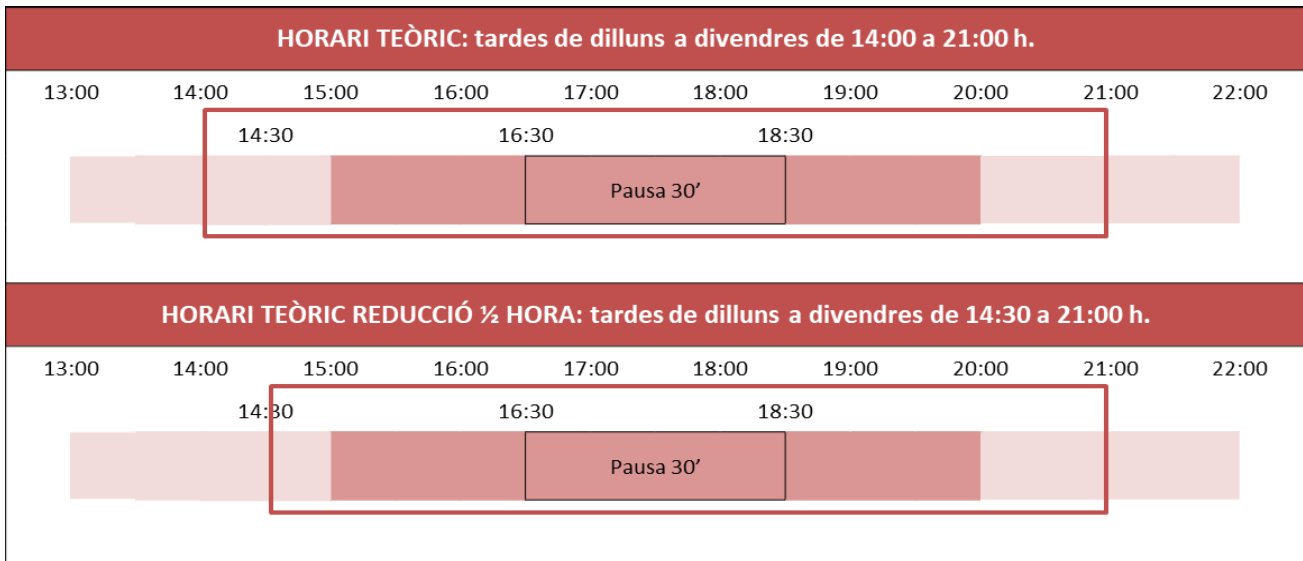 HORARI TEÒRIC: tardes de dilluns a divendres de 14:00 a 21:00 h.
13:00 14:00 15:00 16:00 17:00 18:00 19:00 20:00 21:00 22:00
14:30 16:30 18:30
Pausa 30’
HORARI TEÒRIC REDUCCIÓ ½ HORA: tardes de dilluns a divendres de 14:30 a 21:00 h.
13:00 14:00 15:00 16:00 17:00 18:00 19:00 20:00 21:00 22:00
14:30 16:30 18:30
Pausa 30’